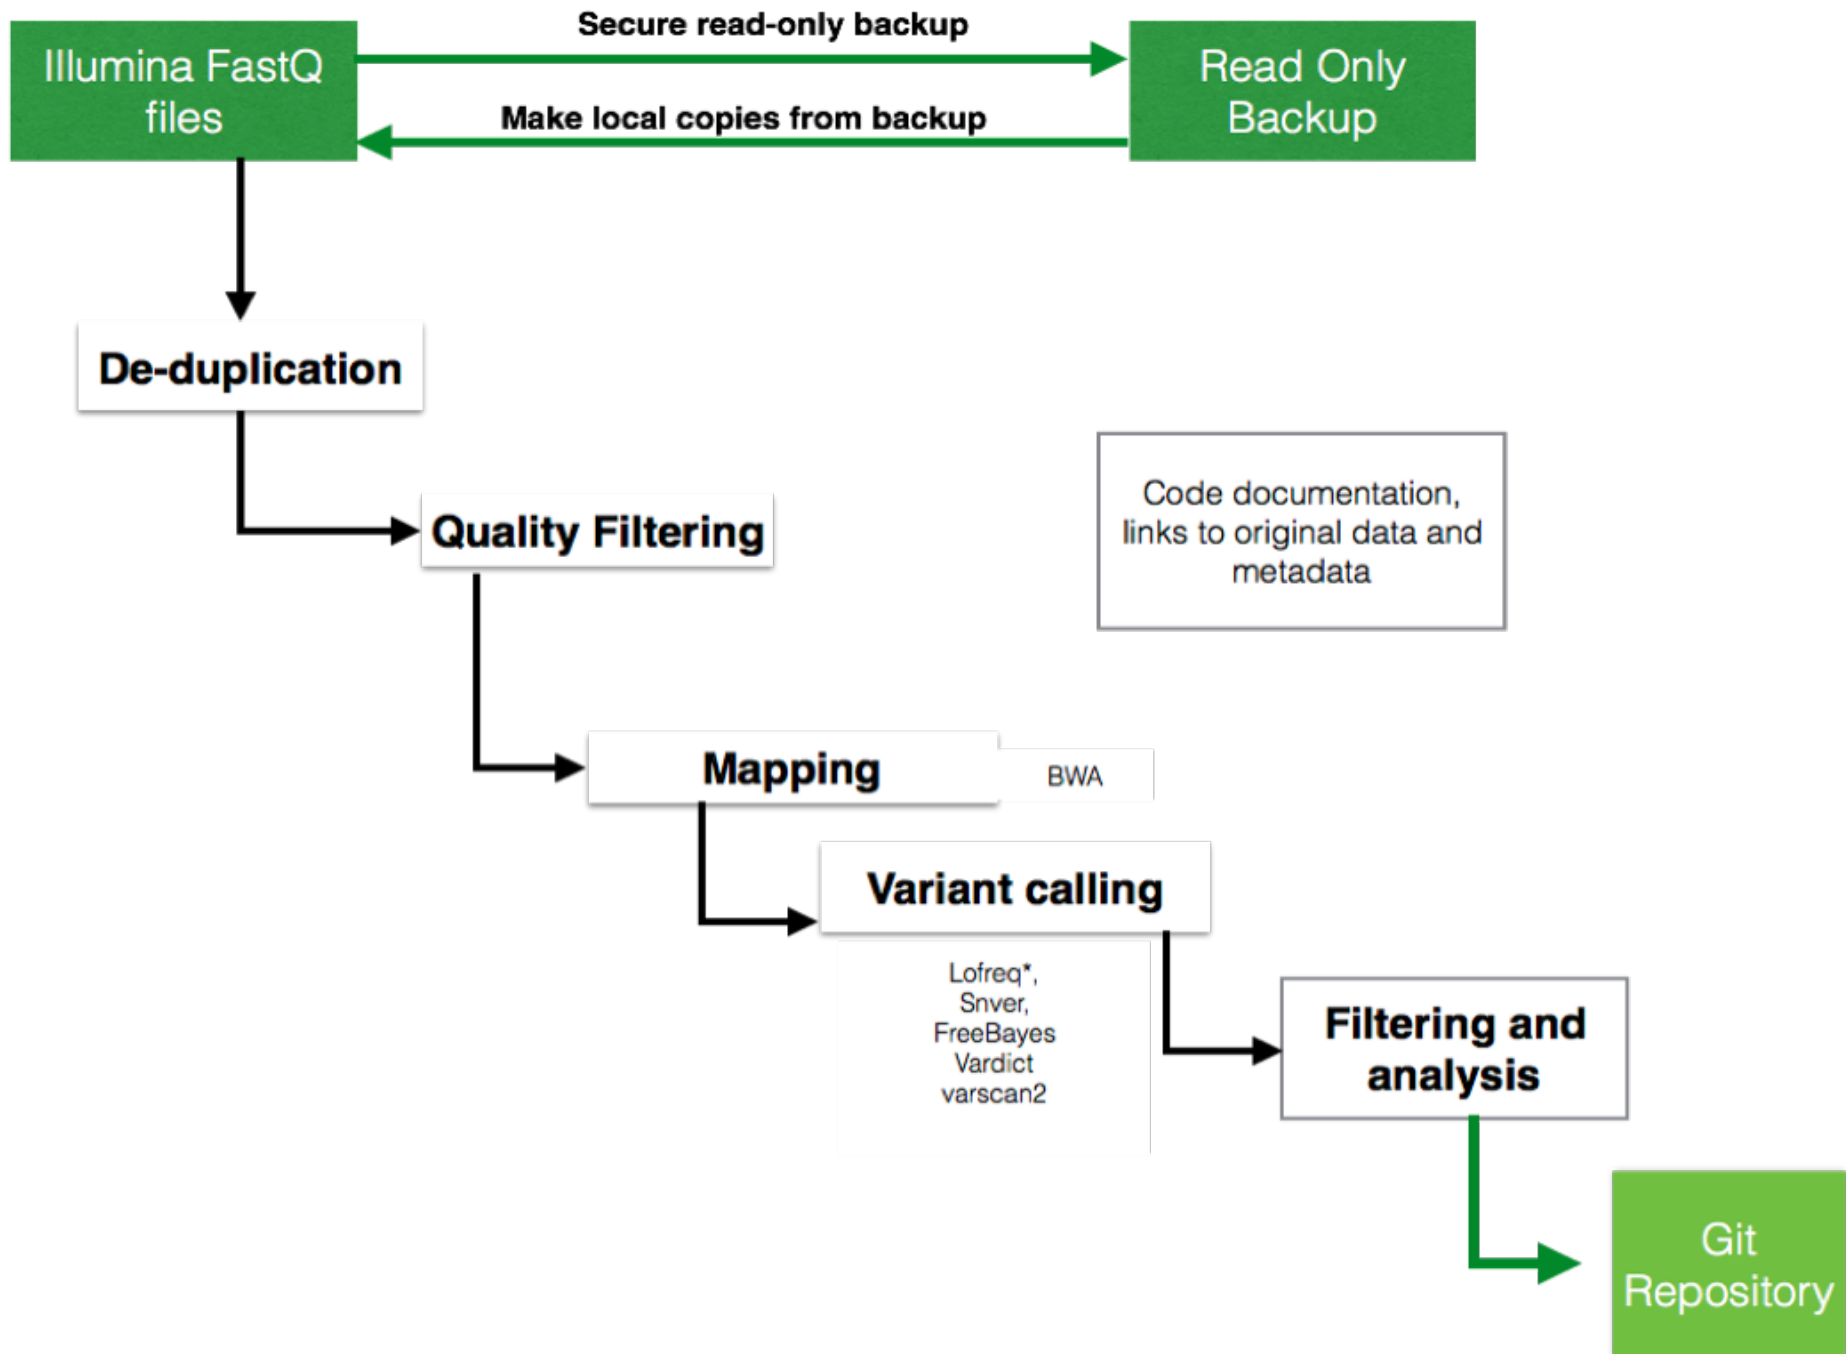 Secure read-only backup
Illumina FastQ
files
Read Only
Backup
Make local copies from backup
De-duplication
Quality Filtering
Code documentation,
links to original data and
metadata
Mapping
BWA
Variant calling
Lofreq*,
Snver,
FreeBayes
Vardict
varscan2
Filtering and
analysis
Git
Repository